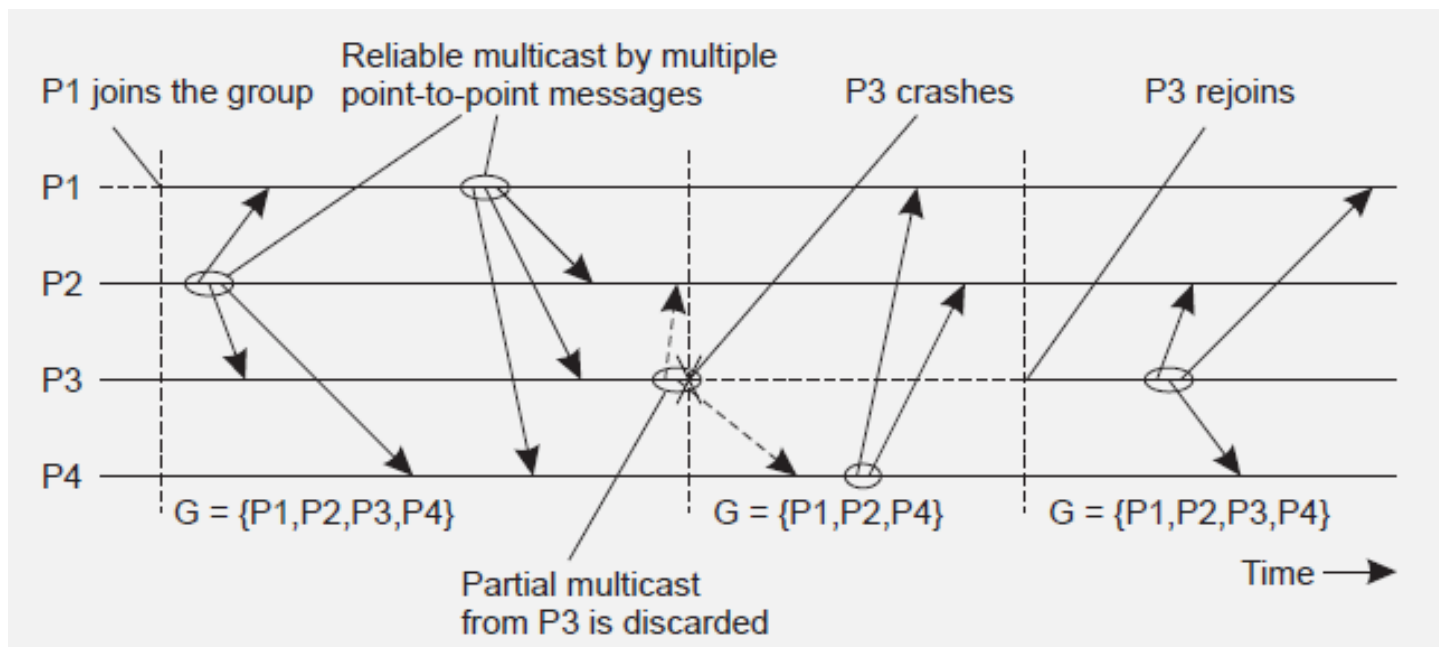 Reliable multicast by multiple
point-to-point messages
P1 joins the group
P3 crashes
P3 rejoins
P1
P2
P3
P4
G = {P1,P2,P3,P4}
G = {P1,P2,P4}
G = {P1,P2,P3,P4}
Partial multicast
from P3 is discarded
Time